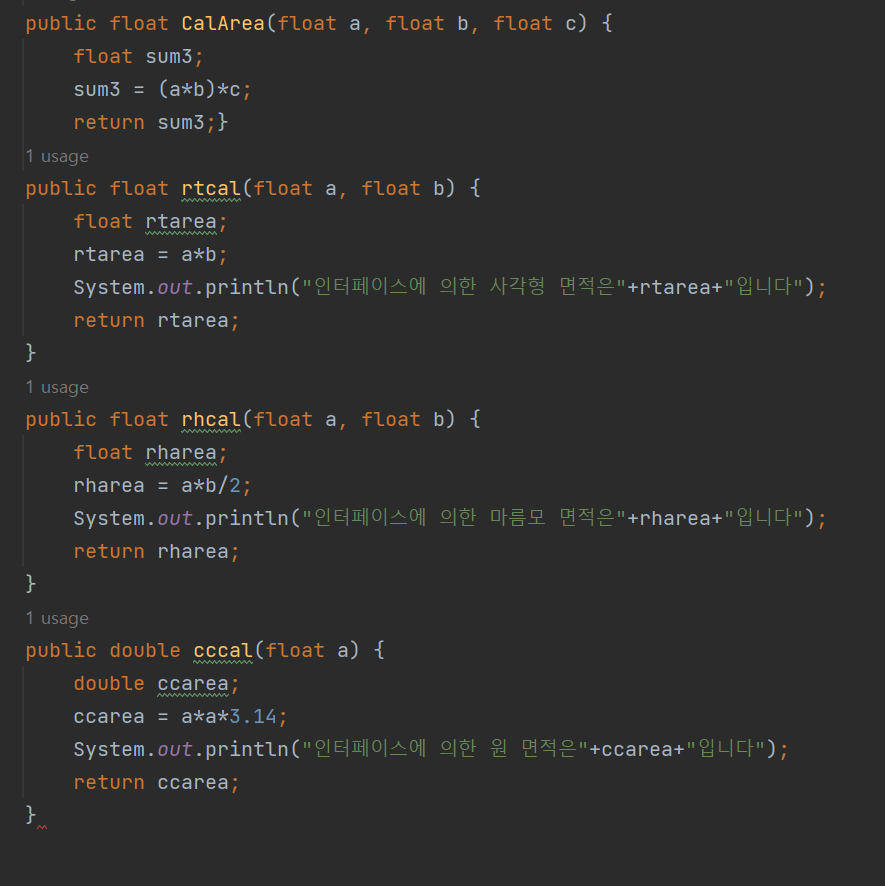 public float CalArea(float a, float b, float c) {
    float sum3;
    sum3 = (a*b)*c;
    return sum3;}
1 usage
public float rtcal(float a, float b) {
    float rtarea;
    rtarea = a*b;
    System.out.println("인터페이스에 의한 사각형 면적은"+rtarea+"입니다");
    return rtarea;
}
1 usage
public float rhcal(float a, float b) {
    float rharea;
    rharea = a*b/2;
    System.out.println("인터페이스에 의한 마름모 면적은"+rharea+"입니다");
    return rharea;
}
1 usage
public double cccal(float a) {
    double ccarea;
    ccarea = a*a*3.14;
    System.out.println("인터페이스에 의한 원 면적은"+ccarea+"입니다");
    return ccarea;
}